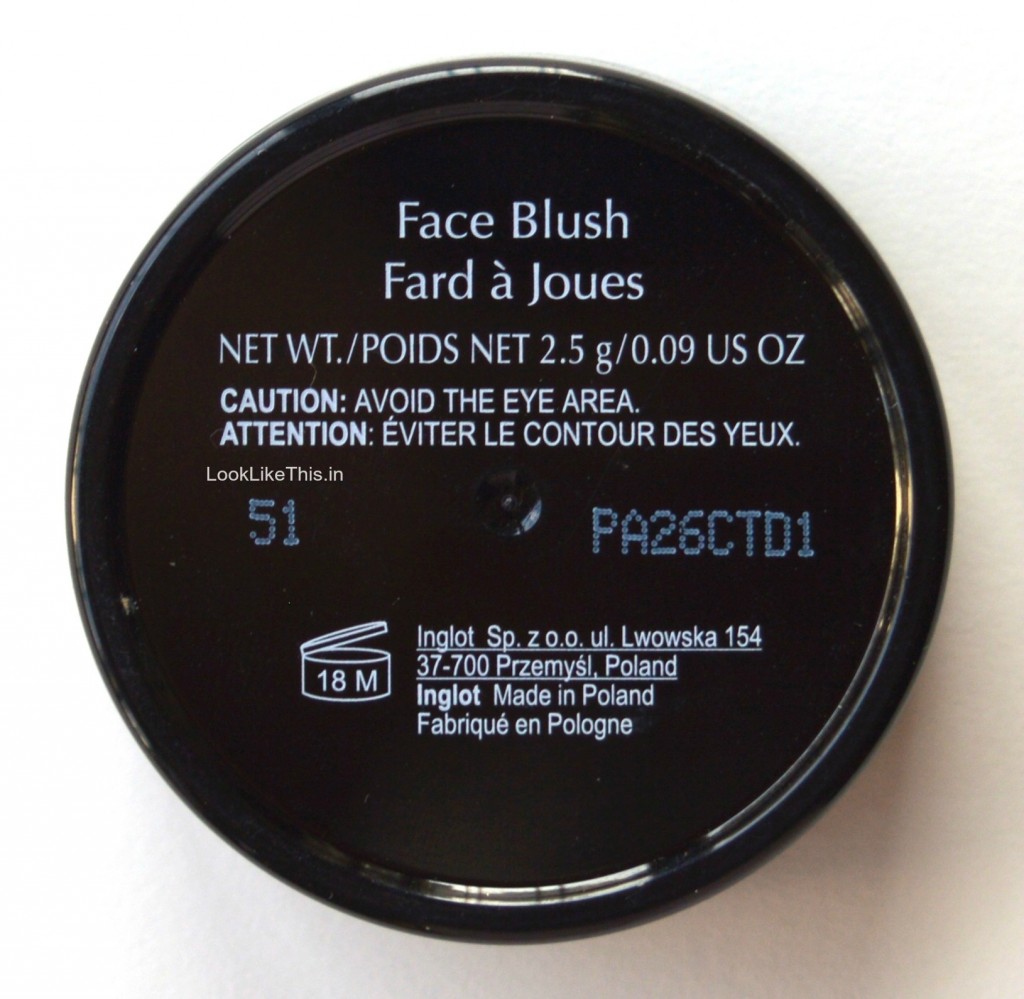 Face Blush
Fard à Joues
NET WT./POIDS NET 2.5 g/0.09 US OZ
CAUTION: AVOID THE EYE AREA.
ATTENTION: ÉVITER LE CONTOUR DES YEUX.
LookLikeThis.in
51 PA26CTD1
18 M
Inglot Sp. z o.o. ul. Lwowska 154
37-700 Przemyśl, Poland
Inglot Made in Poland
Fabriqué en Pologne